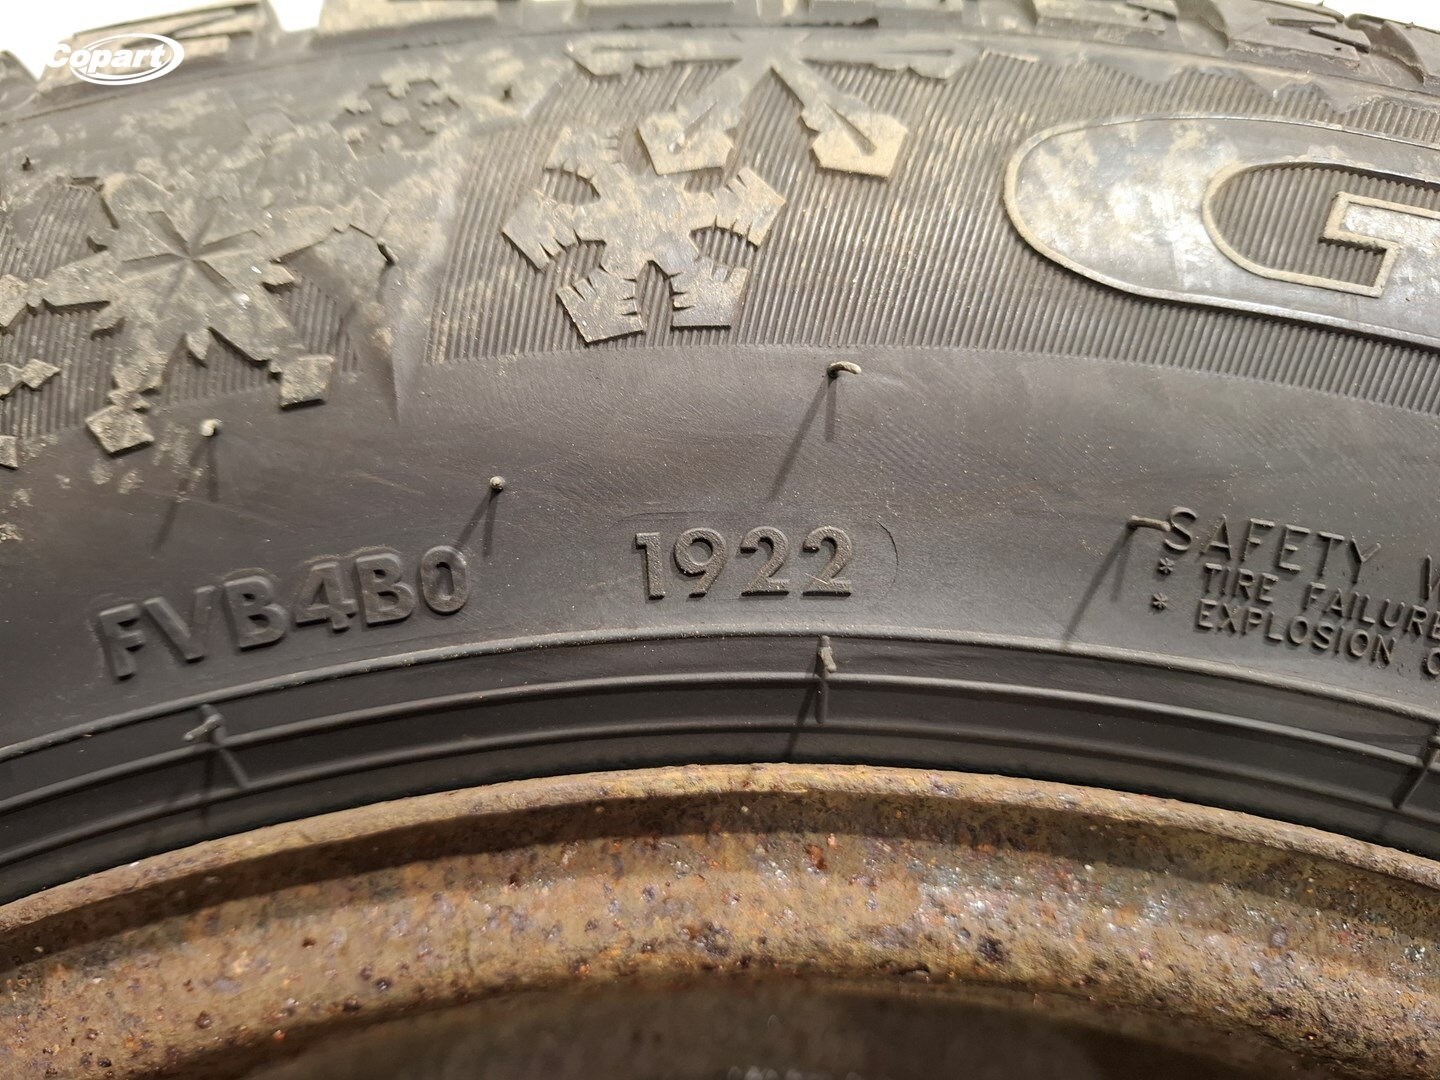 Copart
G
FVB4B0
1922
SAFETY
* TIRE FAILURE
* EXPLOSION